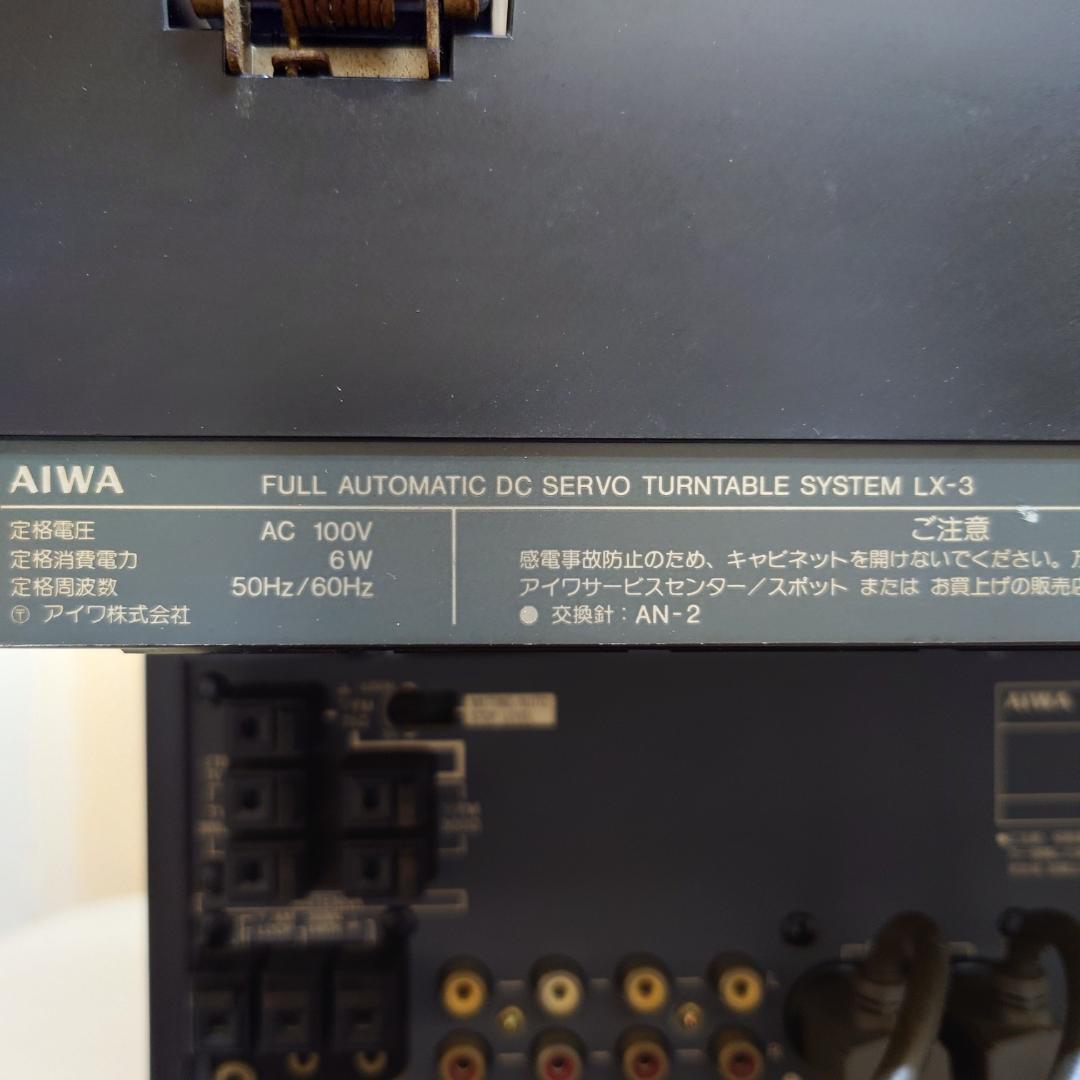 AIWA FULL AUTOMATIC DC SERVO TURNTABLE SYSTEM LX-3
定格電圧 AC 100V
定格消費電力 6W
定格周波数 50Hz/60Hz
〒 アイワ株式会社
ご注意
感電事故防止のため、キャビネットを開けないでください。
アイワサービスセンター/スポット または お買上げの販売店
● 交換針:AN-2
AIWA